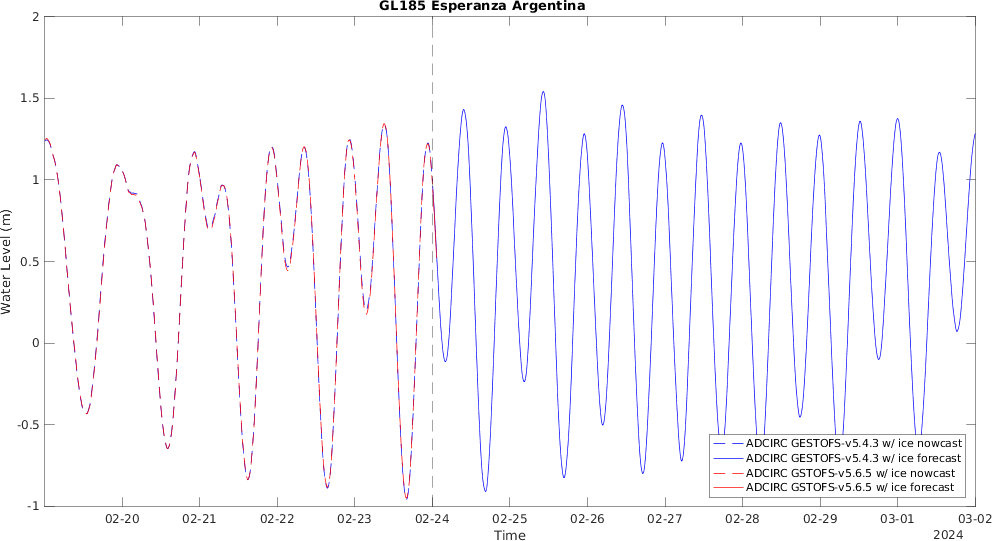 GL185 Esperanza Argentina
2
1.5
1
0.5
0
-0.5
-1
Water Level (m)
02-20 02-21 02-22 02-23 02-24 02-25 02-26 02-27 02-28 02-29 03-01 03-02
Time
2024
ADCIRC GESTOFS-v5.4.3 w/ ice nowcast
ADCIRC GESTOFS-v5.4.3 w/ ice forecast
ADCIRC GSTOFS-v5.6.5 w/ ice nowcast
ADCIRC GSTOFS-v5.6.5 w/ ice forecast